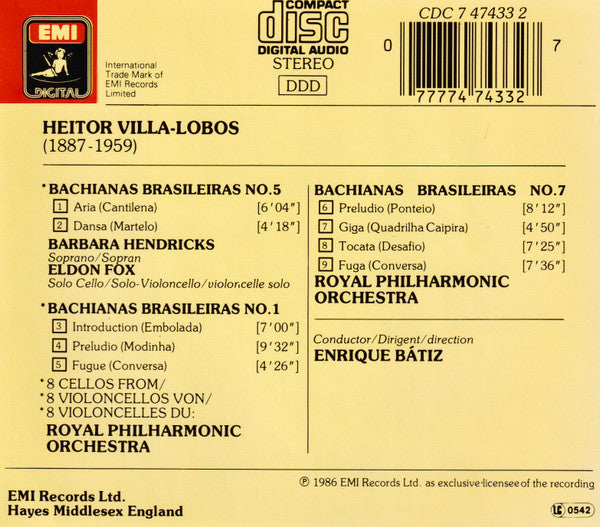 EMI
DIGITAL
International
Trade Mark of
EMI Records
Limited
COMPACT
disc
DIGITAL AUDIO
STEREO
DDD
CDC 7 47433 2
0
7
77774 74332
HEITOR VILLA-LOBOS
(1887-1959)
*BACHIANAS BRASILEIRAS NO.5
1 Aria (Cantilena) [6'04"]
2 Dansa (Martelo) [4'18"]
BARBARA HENDRICKS
Soprano/Sopran
ELDON FOX
Solo Cello/Solo-Violoncello/violoncelle solo
*BACHIANAS BRASILEIRAS NO.1
3 Introduction (Embolada) [7'00"]
4 Preludio (Modinha) [9'32"]
5 Fugue (Conversa) [4'26"]
*8 CELLOS FROM/
*8 VIOLONCELLOS VON/
*8 VIOLONCELLES DU:
ROYAL PHILHARMONIC
ORCHESTRA
BACHIANAS BRASILEIRAS NO.7
6 Preludio (Ponteio) [8'12"]
7 Giga (Quadrilha Caipira) [4'50"]
8 Tocata (Desafio) [7'25"]
9 Fuga (Conversa) [7'36"]
ROYAL PHILHARMONIC
ORCHESTRA
Conductor/Dirigent/direction
ENRIQUE BÁTIZ
℗ 1986 EMI Records Ltd. as exclusive licensee of the recording
EMI Records Ltd.
Hayes Middlesex England
LC 0542